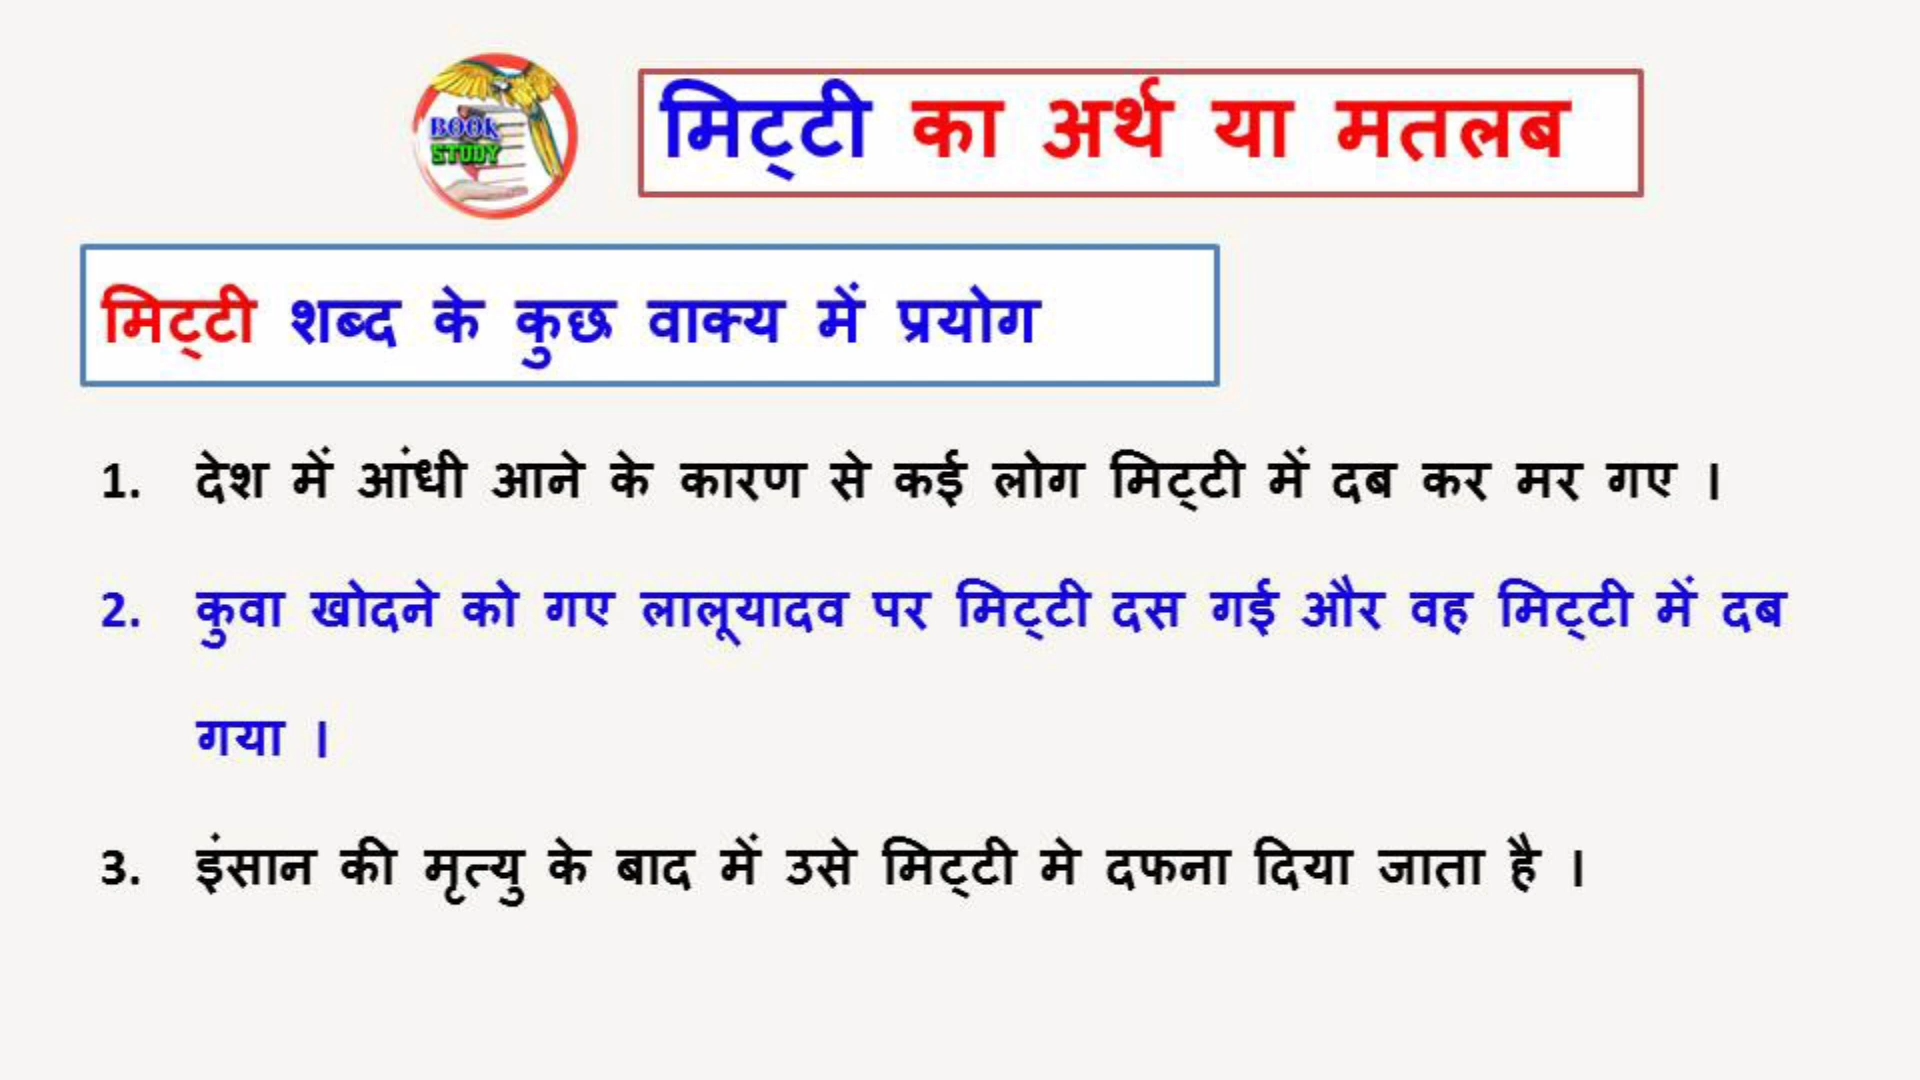 BOOK
STUDY
मिट्टी का अर्थ या मतलब
मिट्टी शब्द के कुछ वाक्य में प्रयोग
1. देश में आंधी आने के कारण से कई लोग मिट्टी में दब कर मर गए ।
2. कुवा खोदने को गए लालूयादव पर मिट्टी दस गई और वह मिट्टी में दब
गया ।
3. इंसान की मृत्यु के बाद में उसे मिट्टी मे दफना दिया जाता है ।